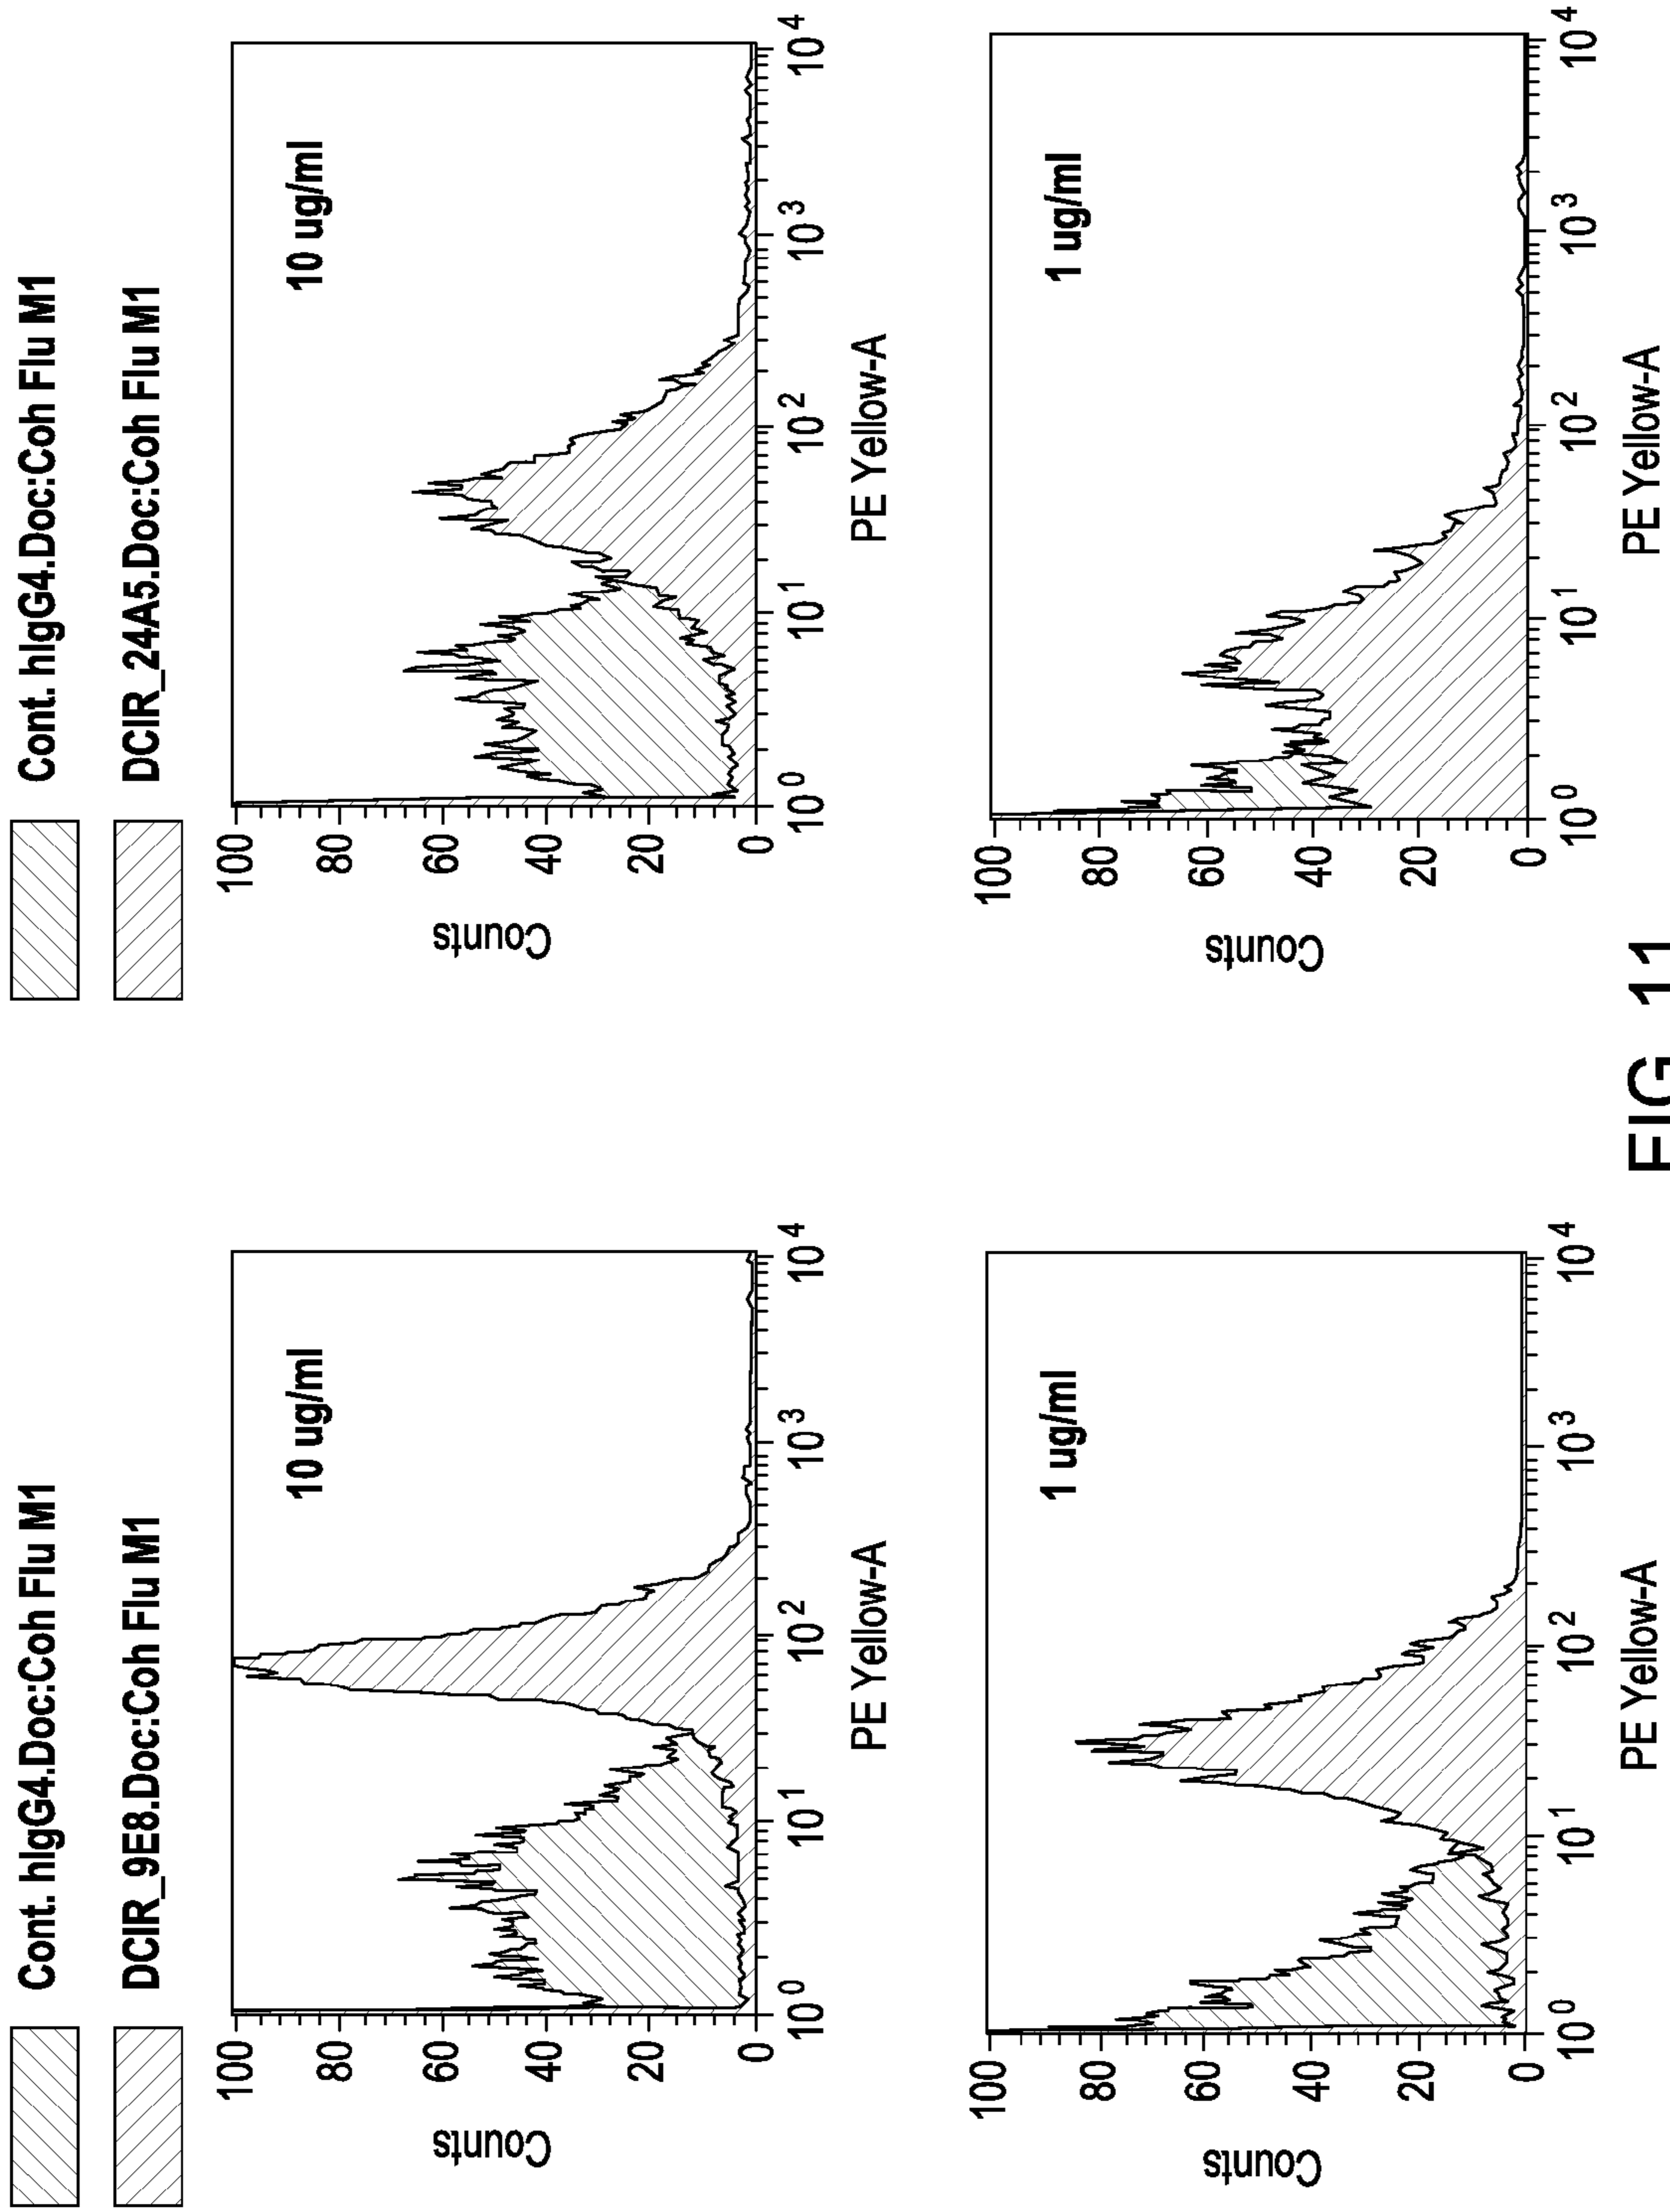 Cont. hIgG4.Doc:Coh Flu M1
DCIR_9E8.Doc:Coh Flu M1
Cont. hIgG4.Doc:Coh Flu M1
DCIR_24A5.Doc:Coh Flu M1
10 ug/ml
Counts
100
80
60
40
20
0
10⁰ 10¹ 10² 10³ 10⁴
PE Yellow-A
10 ug/ml
Counts
100
80
60
40
20
0
10⁰ 10¹ 10² 10³ 10⁴
PE Yellow-A
1 ug/ml
Counts
100
80
60
40
20
0
10⁰ 10¹ 10² 10³ 10⁴
PE Yellow-A
1 ug/ml
Counts
100
80
60
40
20
0
10⁰ 10¹ 10² 10³ 10⁴
PE Yellow-A
FIG 11